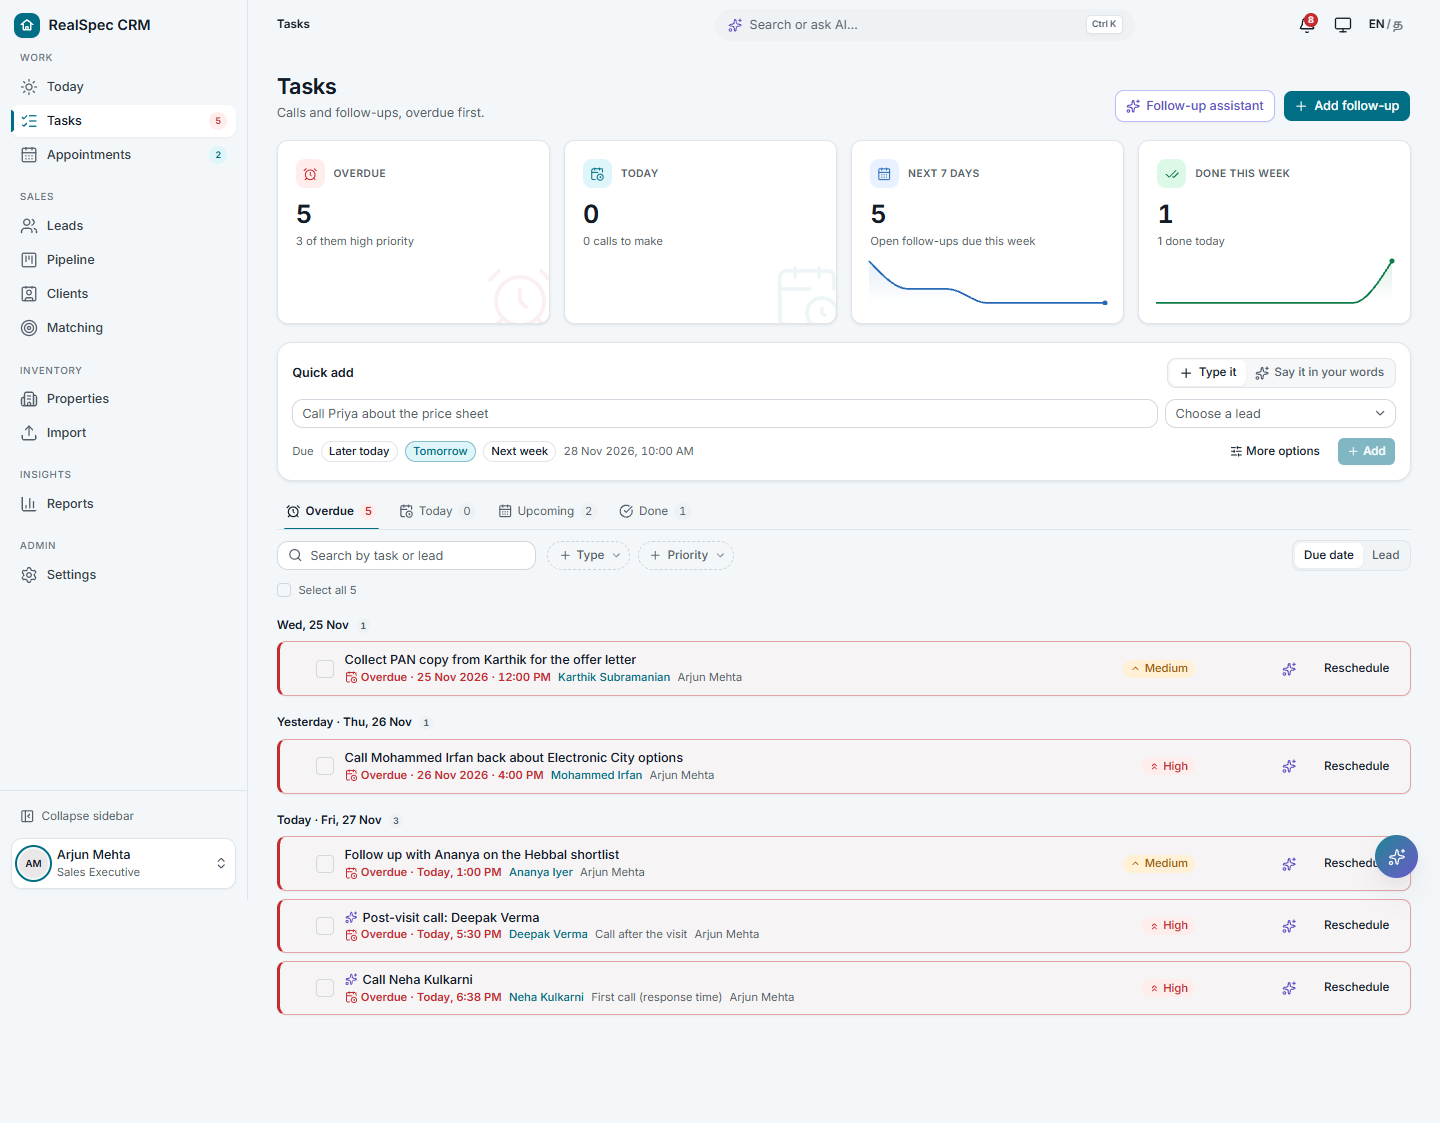 RealSpec CRM
WORK
Today
Tasks 5
Appointments 2
SALES
Leads
Pipeline
Clients
Matching
INVENTORY
Properties
Import
INSIGHTS
Reports
ADMIN
Settings
Collapse sidebar
AM
Arjun Mehta
Sales Executive
Tasks
Search or ask AI...
Ctrl K
8
EN / த
Tasks
Calls and follow-ups, overdue first.
Follow-up assistant
Add follow-up
OVERDUE
5
3 of them high priority
TODAY
0
0 calls to make
NEXT 7 DAYS
5
Open follow-ups due this week
DONE THIS WEEK
1
1 done today
Quick add
Type it
Say it in your words
Call Priya about the price sheet
Choose a lead
Due Later today Tomorrow Next week 28 Nov 2026, 10:00 AM
More options
Add
Overdue 5 Today 0 Upcoming 2 Done 1
Search by task or lead
Type
Priority
Due date Lead
Select all 5
Wed, 25 Nov 1
Collect PAN copy from Karthik for the offer letter
Overdue · 25 Nov 2026 · 12:00 PM Karthik Subramanian Arjun Mehta
Medium
Reschedule
Yesterday · Thu, 26 Nov 1
Call Mohammed Irfan back about Electronic City options
Overdue · 26 Nov 2026 · 4:00 PM Mohammed Irfan Arjun Mehta
High
Reschedule
Today · Fri, 27 Nov 3
Follow up with Ananya on the Hebbal shortlist
Overdue · Today, 1:00 PM Ananya Iyer Arjun Mehta
Medium
Reschedu
Post-visit call: Deepak Verma
Overdue · Today, 5:30 PM Deepak Verma Call after the visit Arjun Mehta
High
Reschedule
Call Neha Kulkarni
Overdue · Today, 6:38 PM Neha Kulkarni First call (response time) Arjun Mehta
High
Reschedule